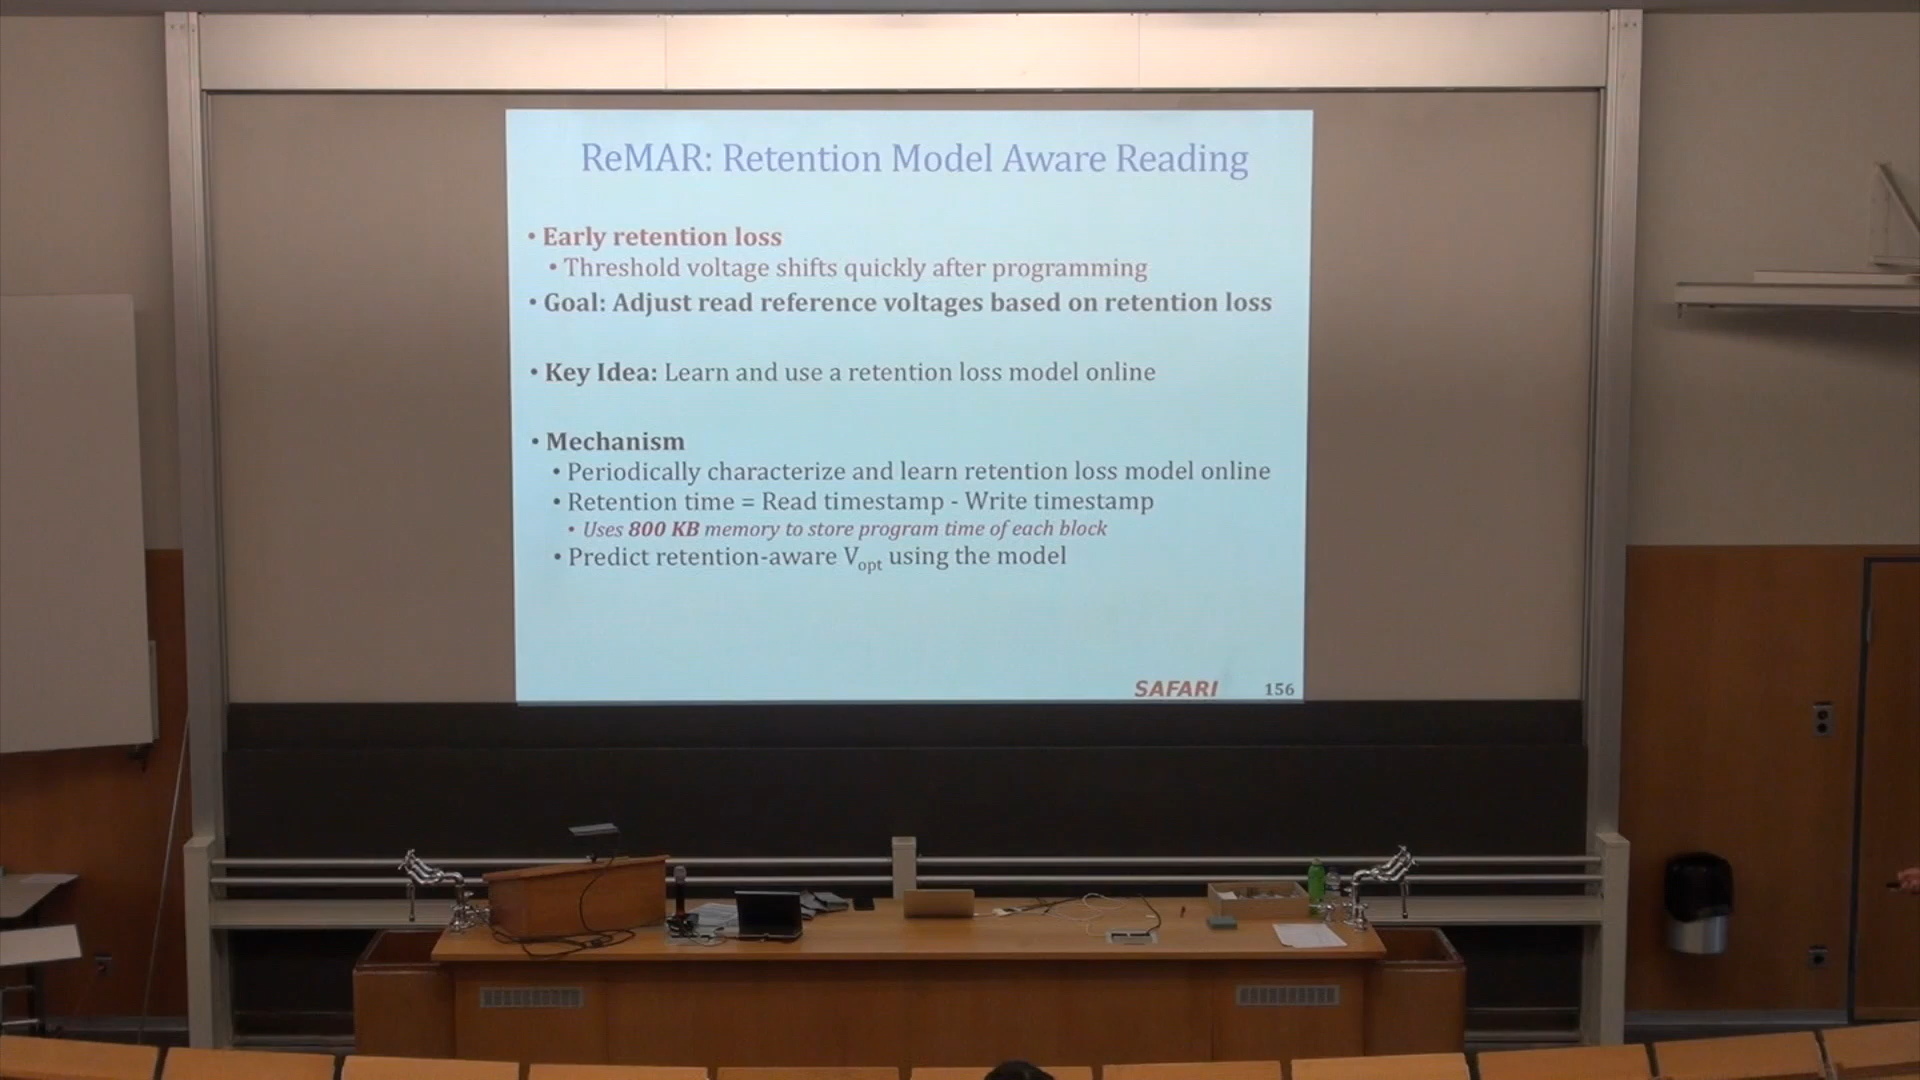 ReMAR: Retention Model Aware Reading
• Early retention loss
• Threshold voltage shifts quickly after programming
• Goal: Adjust read reference voltages based on retention loss
• Key Idea: Learn and use a retention loss model online
• Mechanism
• Periodically characterize and learn retention loss model online
• Retention time = Read timestamp - Write timestamp
• Uses 800 KB memory to store program time of each block
• Predict retention-aware Vopt using the model
SAFARI 156